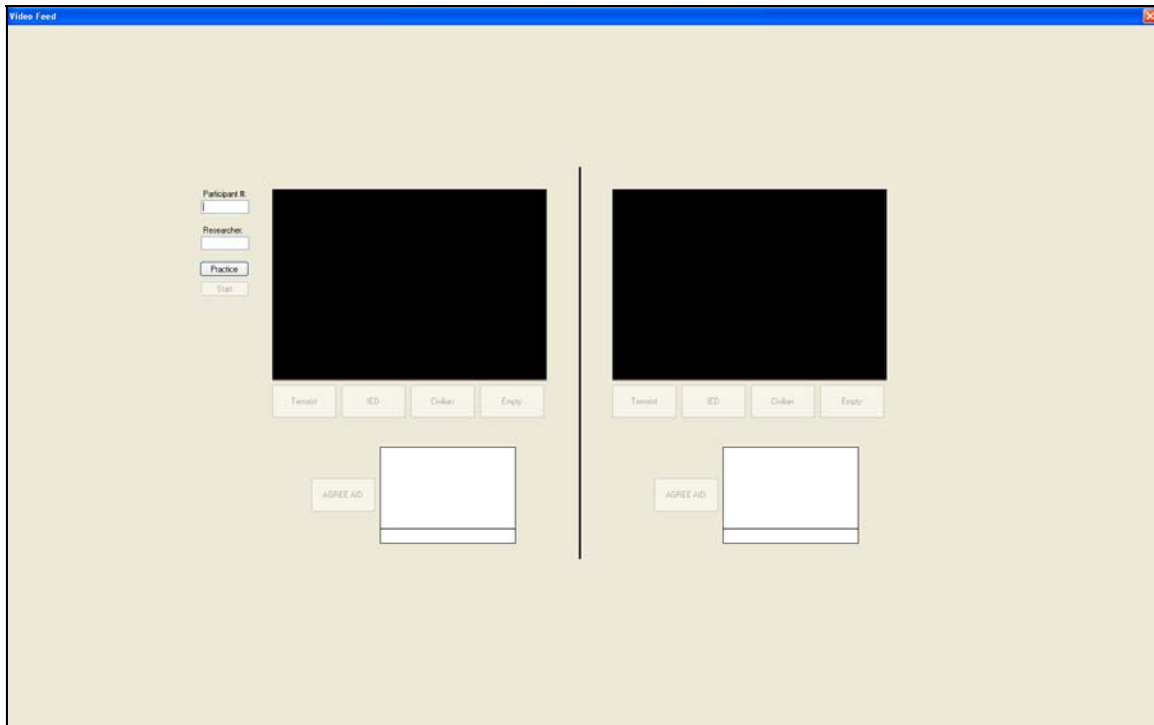 Video Feed
Participant #:
Researcher:
Practice
Start
Terrorist IED Civilian Empty
Terrorist IED Civilian Empty
AGREE AID
AGREE AID